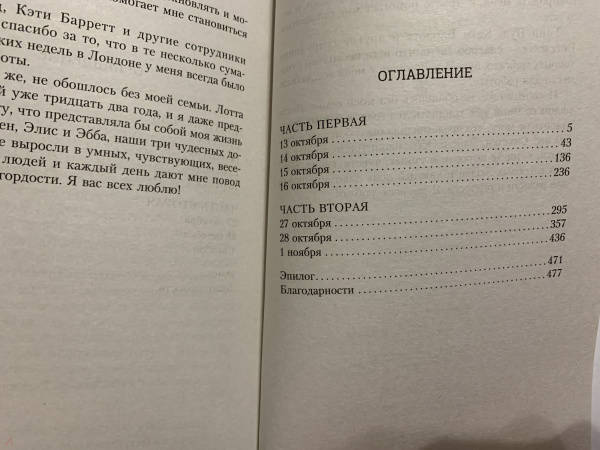 новлять и мо-
омогает мне становиться
Кэти Барретт и другие сотрудники
спасибо за то, что в те несколько сума-
ких недель в Лондоне у меня всегда было
оты.
же, не обошлось без моей семьи. Лотта
й уже тридцать два года, и я даже пред-
ту, что представляла бы собой моя жизнь
ен, Элис и Эбба, наши три чудесных до-
е выросли в умных, чувствующих, весе-
людей и каждый день дают мне повод
гордости. Я вас всех люблю!
ОГЛАВЛЕНИЕ
ЧАСТЬ ПЕРВАЯ
13 октября 5
14 октября 43
15 октября 136
16 октября 236
ЧАСТЬ ВТОРАЯ
27 октября 295
28 октября 357
1 ноября 436
Эпилог 471
Благодарности 477